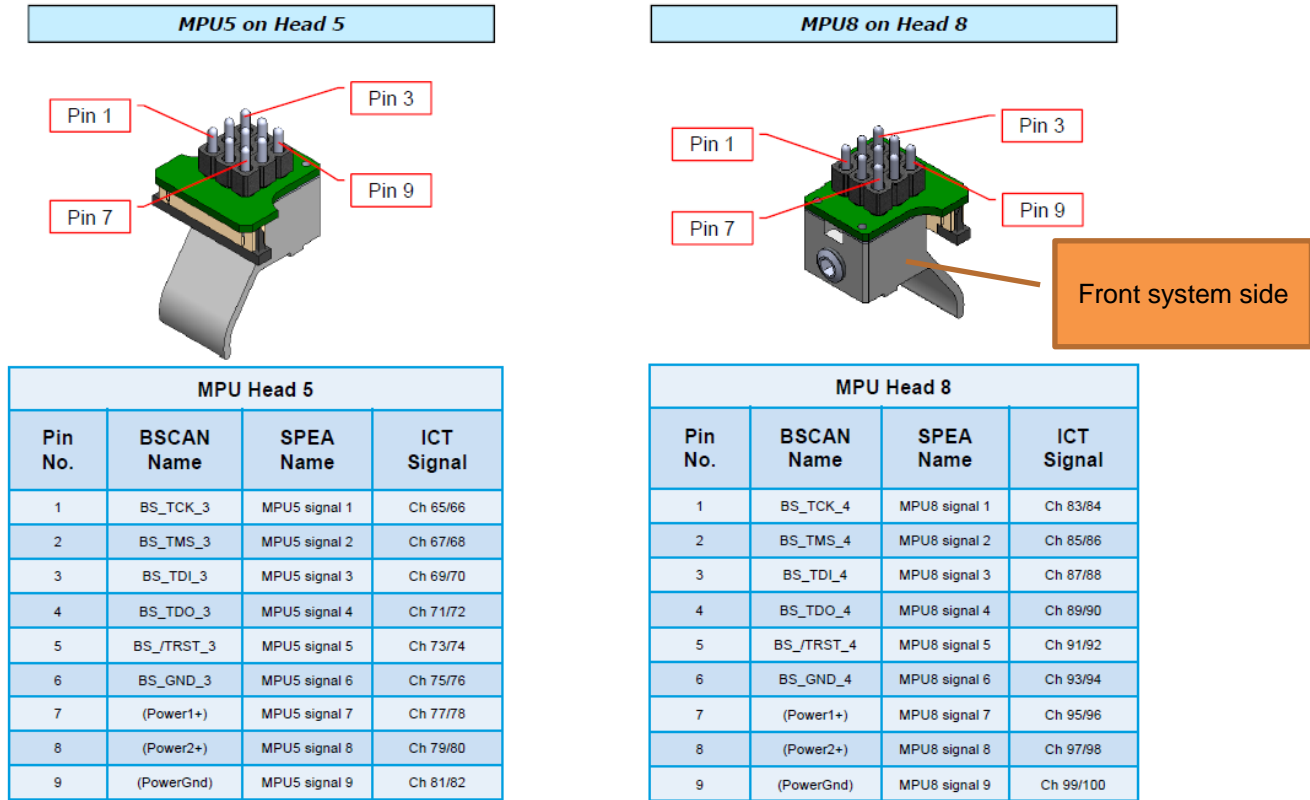 MPU5 on Head 5
Pin 1
Pin 3
Pin 9
Pin 7
MPU Head 5
Pin No. BSCAN Name SPEA Name ICT Signal
1 BS_TCK_3 MPU5 signal 1 Ch 65/66
2 BS_TMS_3 MPU5 signal 2 Ch 67/68
3 BS_TDI_3 MPU5 signal 3 Ch 69/70
4 BS_TDO_3 MPU5 signal 4 Ch 71/72
5 BS_/TRST_3 MPU5 signal 5 Ch 73/74
6 BS_GND_3 MPU5 signal 6 Ch 75/76
7 (Power1+) MPU5 signal 7 Ch 77/78
8 (Power2+) MPU5 signal 8 Ch 79/80
9 (PowerGnd) MPU5 signal 9 Ch 81/82
MPU8 on Head 8
Pin 1
Pin 3
Pin 9
Pin 7
Front system side
MPU Head 8
Pin No. BSCAN Name SPEA Name ICT Signal
1 BS_TCK_4 MPU8 signal 1 Ch 83/84
2 BS_TMS_4 MPU8 signal 2 Ch 85/86
3 BS_TDI_4 MPU8 signal 3 Ch 87/88
4 BS_TDO_4 MPU8 signal 4 Ch 89/90
5 BS_/TRST_4 MPU8 signal 5 Ch 91/92
6 BS_GND_4 MPU8 signal 6 Ch 93/94
7 (Power1+) MPU8 signal 7 Ch 95/96
8 (Power2+) MPU8 signal 8 Ch 97/98
9 (PowerGnd) MPU8 signal 9 Ch 99/100